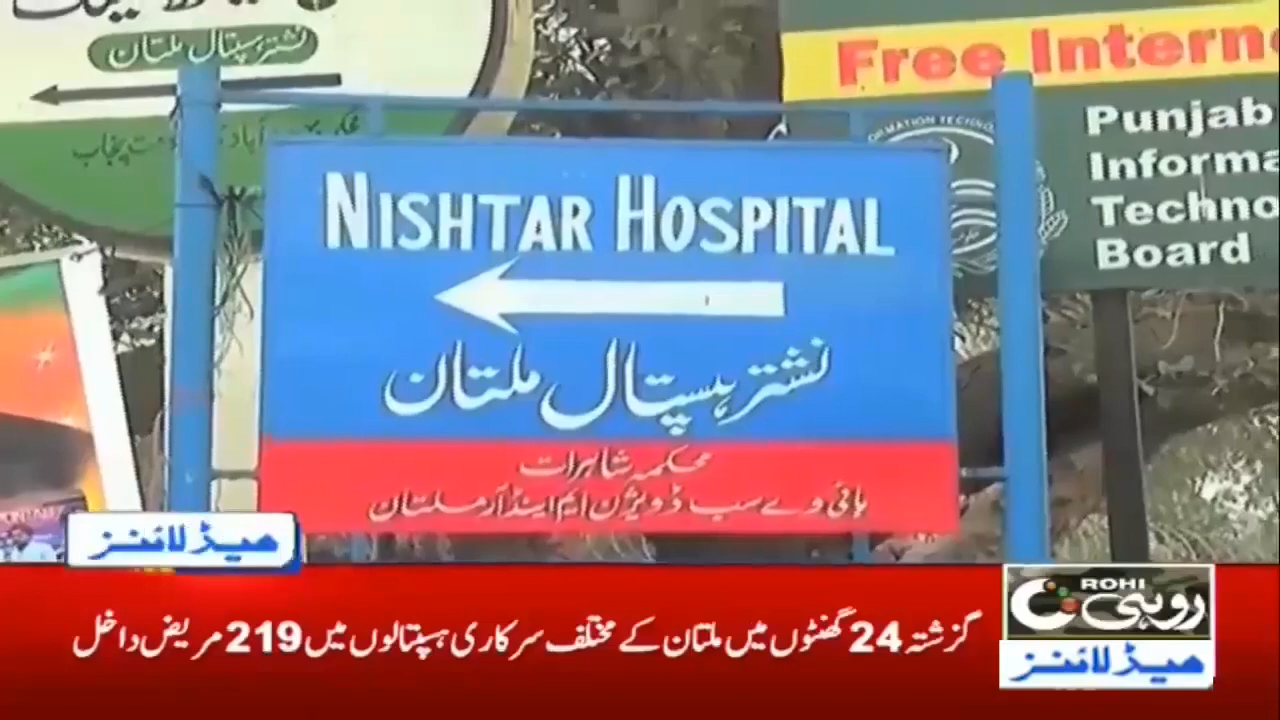 نشتر ہسپتال ملتان
Free Intern
Punjab
Informa
Techno
Board
NISHTAR HOSPITAL
نشتر ہسپتال ملتان
محکمہ شاہرات
ہائی وے سب ڈویژن ایم اینڈ آر ملتان
ہیڈ لائنز
گزشتہ 24 گھنٹوں میں ملتان کے مختلف سرکاری ہسپتالوں میں 219 مریض داخل
ROHI
روہی
ہیڈ لائنز